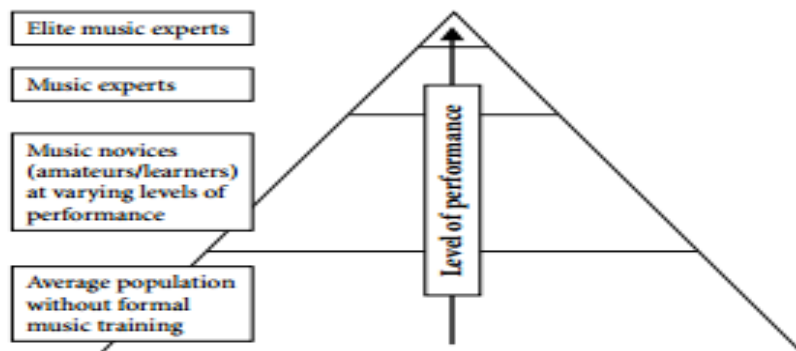 Elite music experts
Music experts
Music novices
(amateurs/learners)
at varying levels of
performance
Average population
without formal
music training
Level of performance